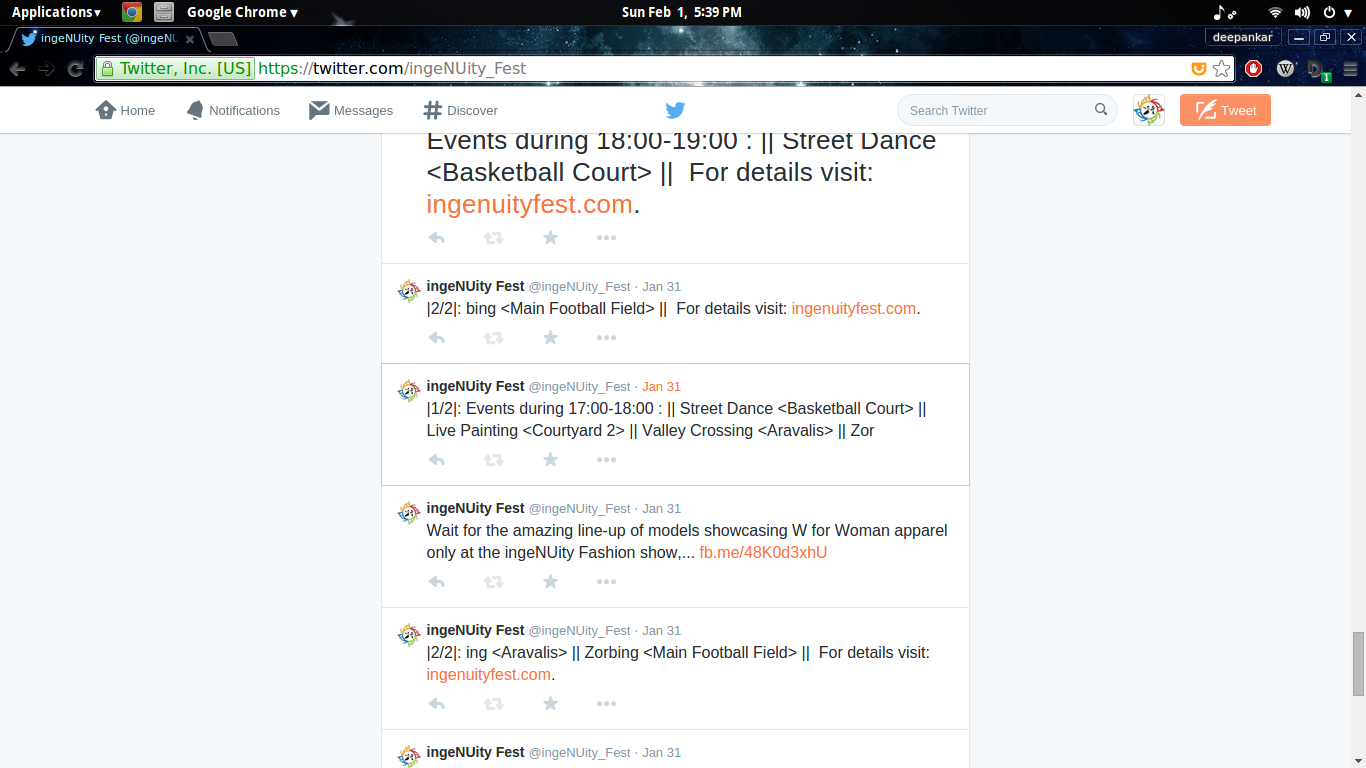 Applications▾ Google Chrome ▾ Sun Feb 1, 5:39 PM
ingeNUity Fest (@ingeNU deepankar
Twitter, Inc. [US] https://twitter.com/ingeNUity_Fest
Home Notifications Messages Discover Search Twitter Tweet
Events during 18:00-19:00 : || Street Dance
<Basketball Court> ||  For details visit:
ingenuityfest.com.
ingeNUity Fest @ingeNUity_Fest · Jan 31
|2/2|: bing <Main Football Field> ||  For details visit: ingenuityfest.com.
ingeNUity Fest @ingeNUity_Fest · Jan 31
|1/2|: Events during 17:00-18:00 : || Street Dance <Basketball Court> ||
Live Painting <Courtyard 2> || Valley Crossing <Aravalis> || Zor
ingeNUity Fest @ingeNUity_Fest · Jan 31
Wait for the amazing line-up of models showcasing W for Woman apparel
only at the ingeNUity Fashion show,... fb.me/48K0d3xhU
ingeNUity Fest @ingeNUity_Fest · Jan 31
|2/2|: ing <Aravalis> || Zorbing <Main Football Field> ||  For details visit:
ingenuityfest.com.
ingeNUity Fest @ingeNUity_Fest · Jan 31